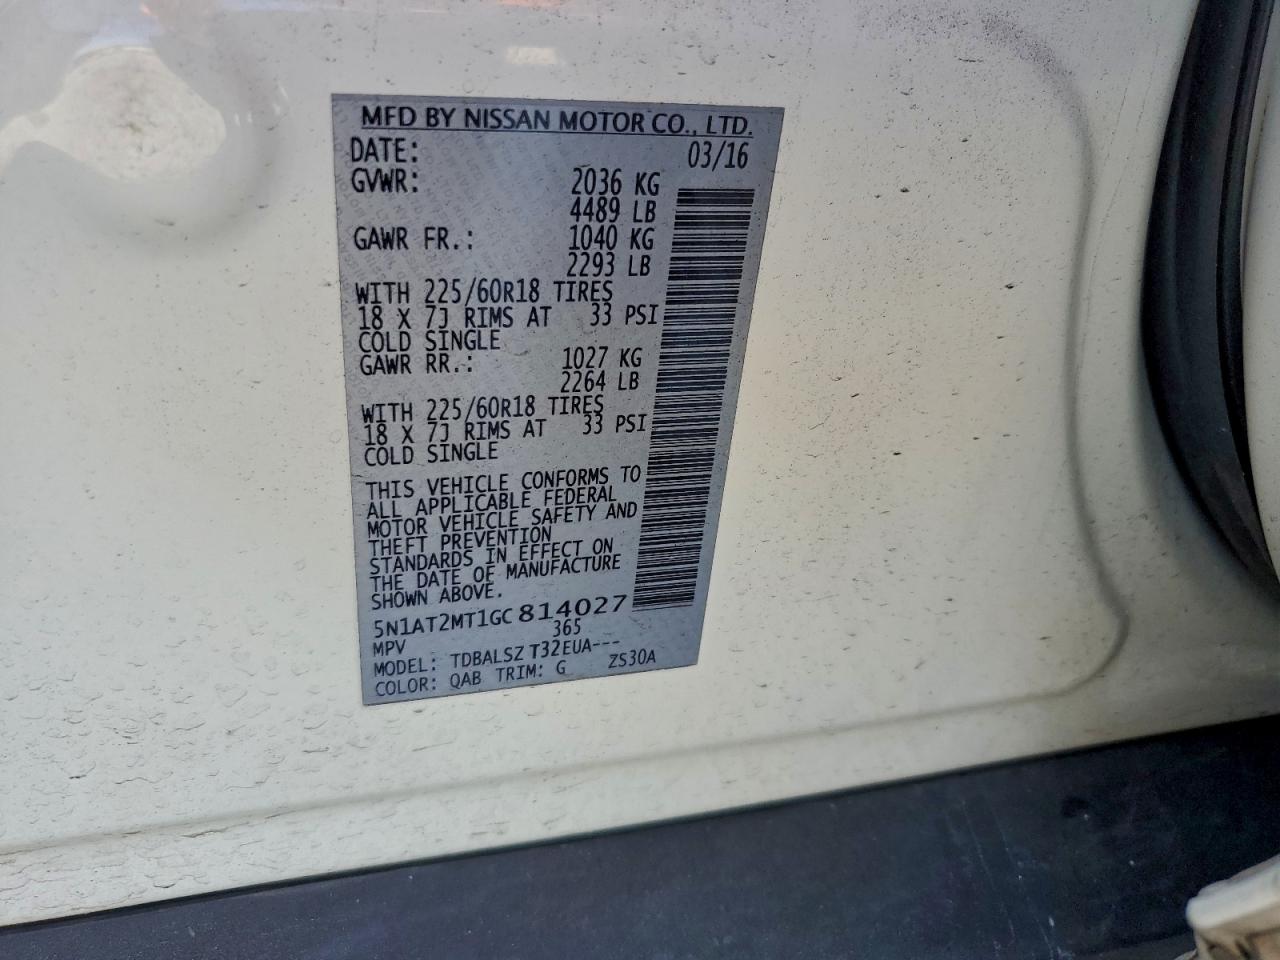 MFD BY NISSAN MOTOR CO., LTD.
DATE: 03/16
GVWR: 2036 KG
4489 LB
GAWR FR.: 1040 KG
2293 LB
WITH 225/60R18 TIRES
18 X 7J RIMS AT 33 PSI
COLD SINGLE
GAWR RR.: 1027 KG
2264 LB
WITH 225/60R18 TIRES
18 X 7J RIMS AT 33 PSI
COLD SINGLE
THIS VEHICLE CONFORMS TO
ALL APPLICABLE FEDERAL
MOTOR VEHICLE SAFETY AND
THEFT PREVENTION
STANDARDS IN EFFECT ON
THE DATE OF MANUFACTURE
SHOWN ABOVE.
5N1AT2MT1GC814027
MPV 365
MODEL: TDBALSZ T32EUA---
COLOR: QAB TRIM: G ZS30A